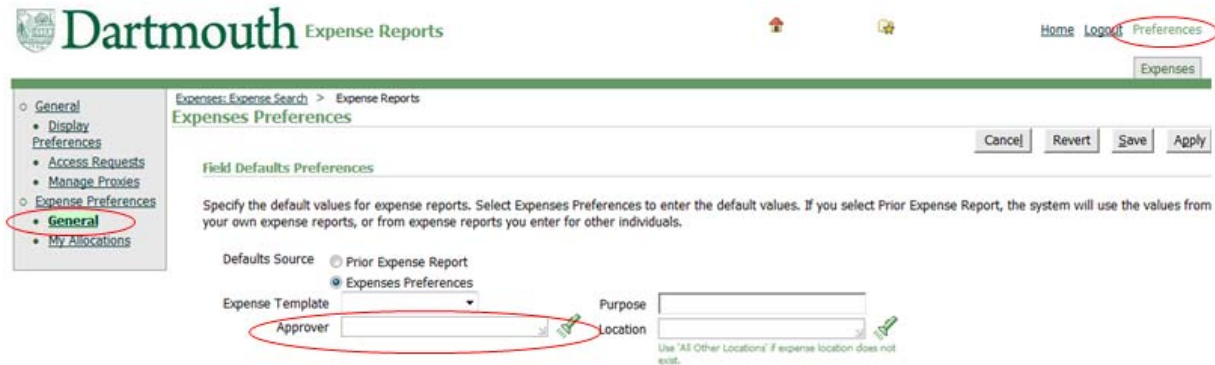 Dartmouth Expense Reports
Home Logout Preferences
Expenses
General
Display
Preferences
Access Requests
Manage Proxies
Expense Preferences
General
My Allocations
Expenses: Expense Search > Expense Reports
Expenses Preferences
Cancel Revert Save Apply
Field Defaults Preferences
Specify the default values for expense reports. Select Expenses Preferences to enter the default values. If you select Prior Expense Report, the system will use the values from
your own expense reports, or from expense reports you enter for other individuals.
Defaults Source Prior Expense Report
Expenses Preferences
Expense Template Purpose
Approver Location
Use 'All Other Locations' if expense location does not
exist.